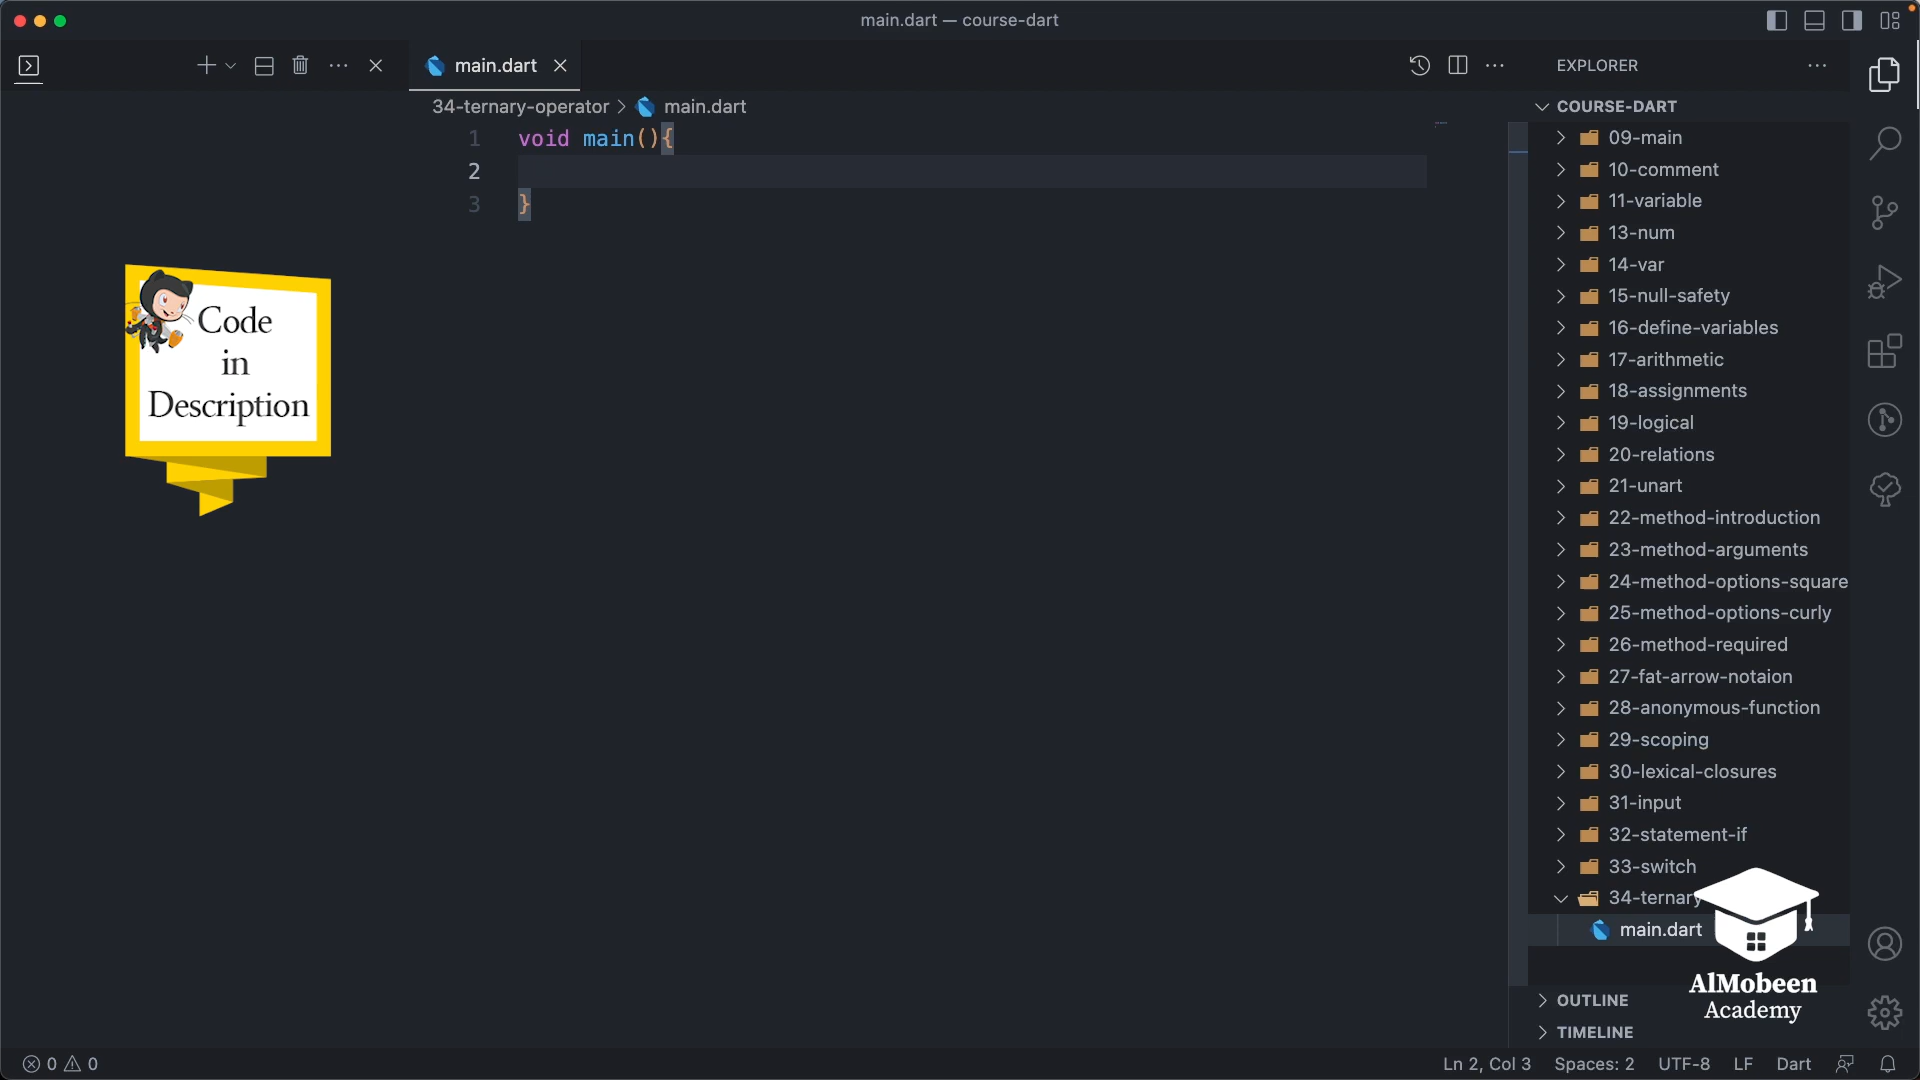 main.dart — course-dart
main.dart
EXPLORER
34-ternary-operator > main.dart
COURSE-DART
1 void main(){
2
3 }
Code
in
Description
09-main
10-comment
11-variable
13-num
14-var
15-null-safety
16-define-variables
17-arithmetic
18-assignments
19-logical
20-relations
21-unart
22-method-introduction
23-method-arguments
24-method-options-square
25-method-options-curly
26-method-required
27-fat-arrow-notaion
28-anonymous-function
29-scoping
30-lexical-closures
31-input
32-statement-if
33-switch
34-ternary
main.dart
AlMobeen
Academy
OUTLINE
TIMELINE
0 0
Ln 2, Col 3 Spaces: 2 UTF-8 LF Dart